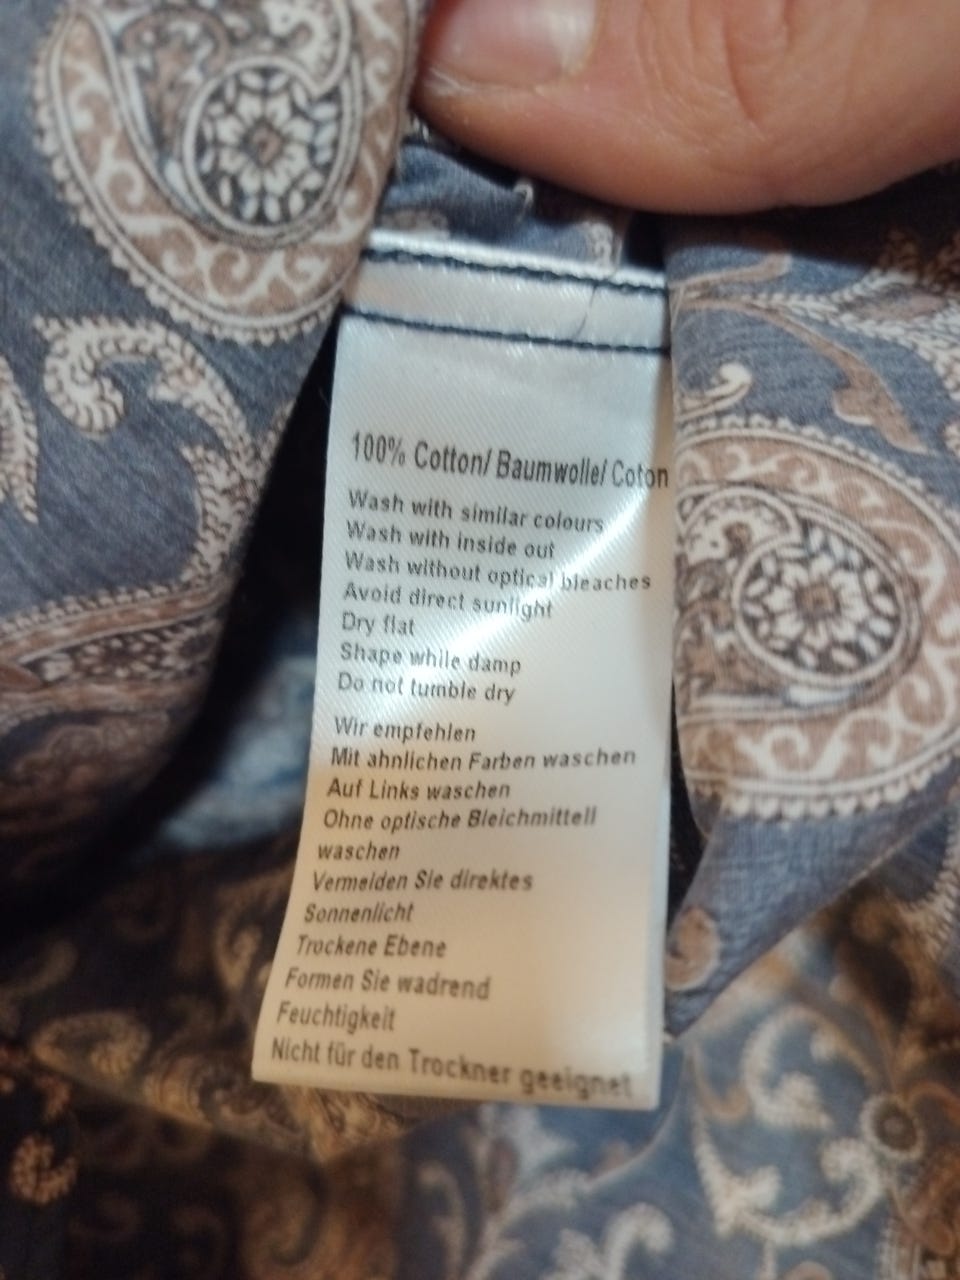 100% Cotton/ Baumwolle/ Coton
Wash with similar colours
Wash with inside out
Wash without optical bleaches
Avoid direct sunlight
Dry flat
Shape while damp
Do not tumble dry
Wir empfehlen
Mit ahnlichen Farben waschen
Auf Links waschen
Ohne optische Bleichmittell
waschen
Vermeiden Sie direktes
Sonnenlicht
Trockene Ebene
Formen Sie wadrend
Feuchtigkeit
Nicht für den Trockner geeignet